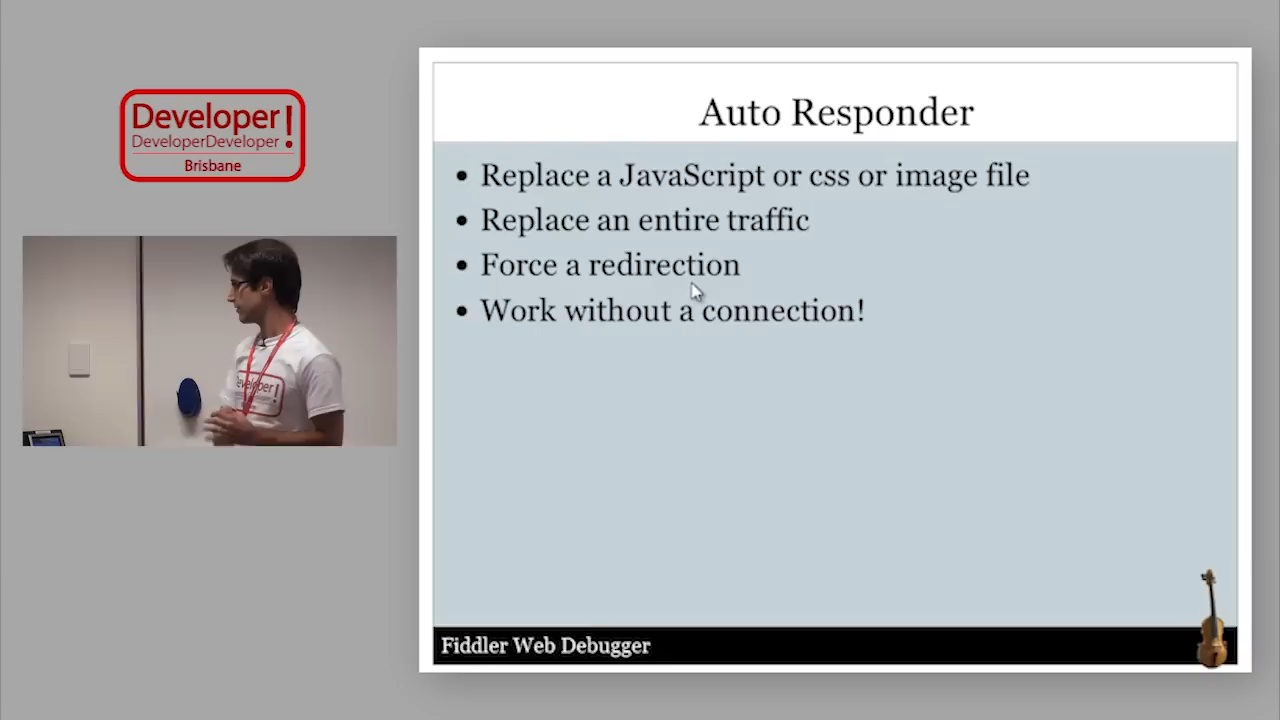 Developer!
DeveloperDeveloper
Brisbane
Auto Responder
• Replace a JavaScript or css or image file
• Replace an entire traffic
• Force a redirection
• Work without a connection!
Developer!
Fiddler Web Debugger